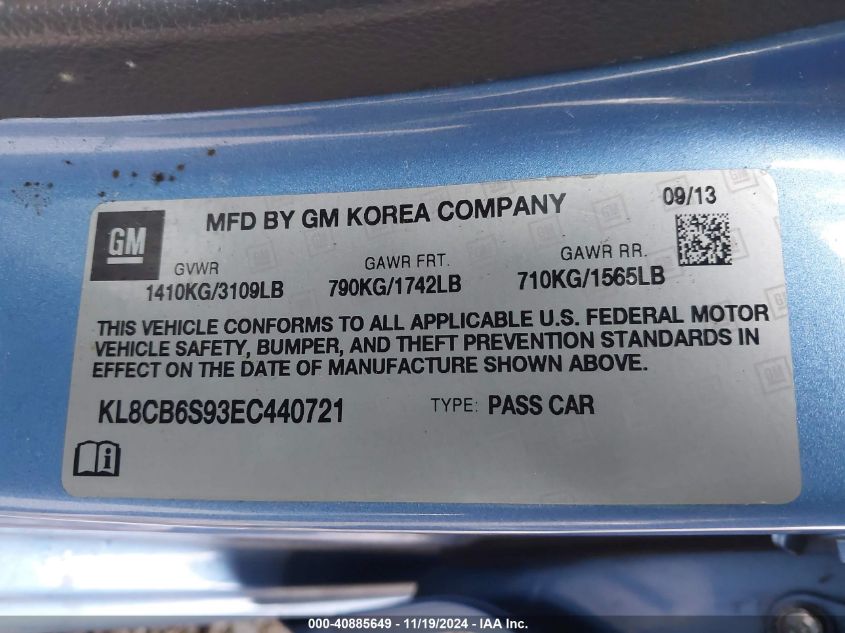 GM
MFD BY GM KOREA COMPANY
09/13
GVWR
1410KG/3109LB
GAWR FRT.
790KG/1742LB
GAWR RR.
710KG/1565LB
THIS VEHICLE CONFORMS TO ALL APPLICABLE U.S. FEDERAL MOTOR
VEHICLE SAFETY, BUMPER, AND THEFT PREVENTION STANDARDS IN
EFFECT ON THE DATE OF MANUFACTURE SHOWN ABOVE.
KL8CB6S93EC440721
TYPE: PASS CAR
000-40885649 — 11/19/2024 — IAA Inc.